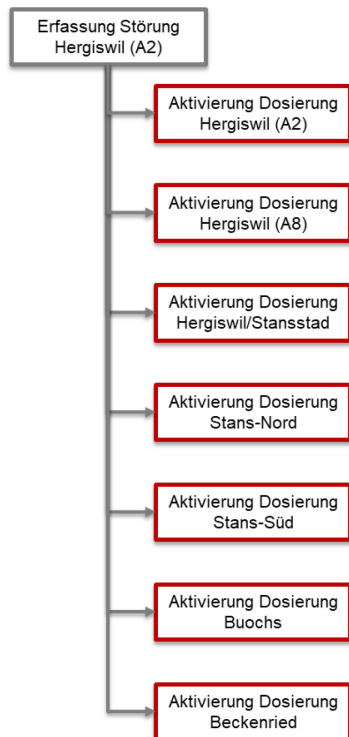 Erfassung Störung
Hergiswil (A2)
Aktivierung Dosierung
Hergiswil (A2)
Aktivierung Dosierung
Hergiswil (A8)
Aktivierung Dosierung
Hergiswil/Stansstad
Aktivierung Dosierung
Stans-Nord
Aktivierung Dosierung
Stans-Süd
Aktivierung Dosierung
Buochs
Aktivierung Dosierung
Beckenried